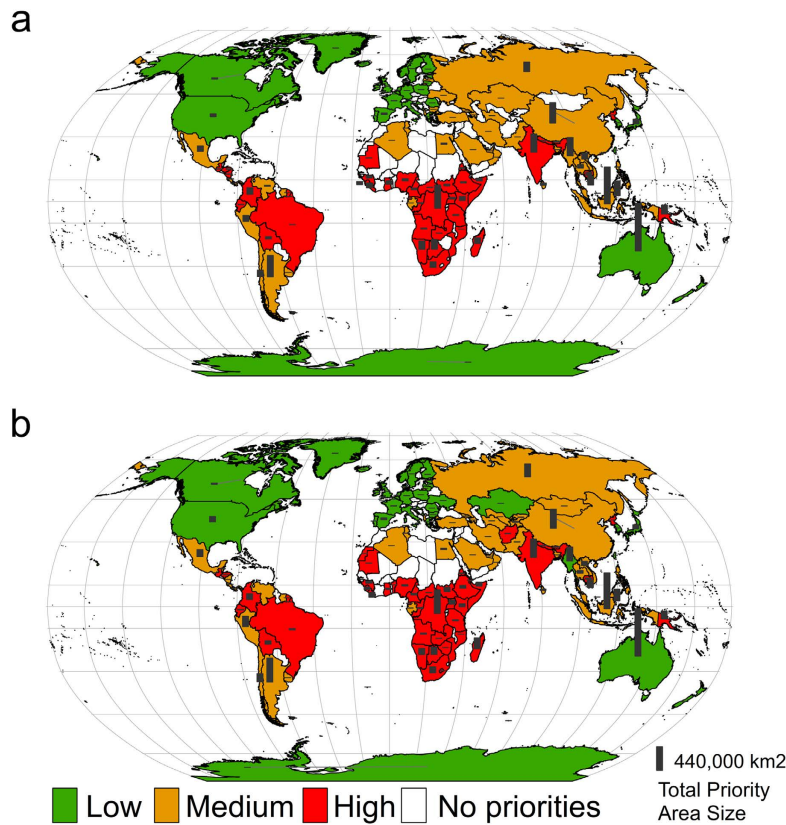 a
b
440,000 km2
Total Priority
Area Size
Low Medium High No priorities